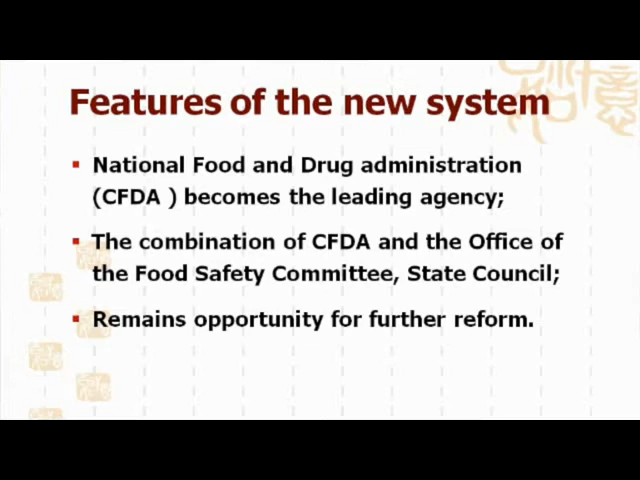 Features of the new system
National Food and Drug administration
(CFDA ) becomes the leading agency;
The combination of CFDA and the Office of
the Food Safety Committee, State Council;
Remains opportunity for further reform.